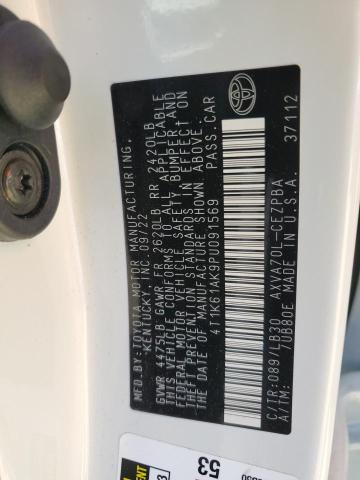 MFD.BY: TOYOTA MOTOR MANUFACTURING,
KENTUCKY, INC. 09/22
GVWR 4475LB GAWR FR 2620LB RR 2420LB
THIS VEHICLE CONFORMS TO ALL APPLICABLE
FEDERAL MOTOR VEHICLE SAFETY, BUMPER, AND
THEFT PREVENTION STANDARDS IN EFFECT ON
THE DATE OF MANUFACTURE SHOWN ABOVE.
4T1K61AK9PU091569 PASS.CAR
C/TR: 089/LB30 AXVA70L-CEZPBA
A/TM: 7UB80E MADE IN U.S.A. 37112
53